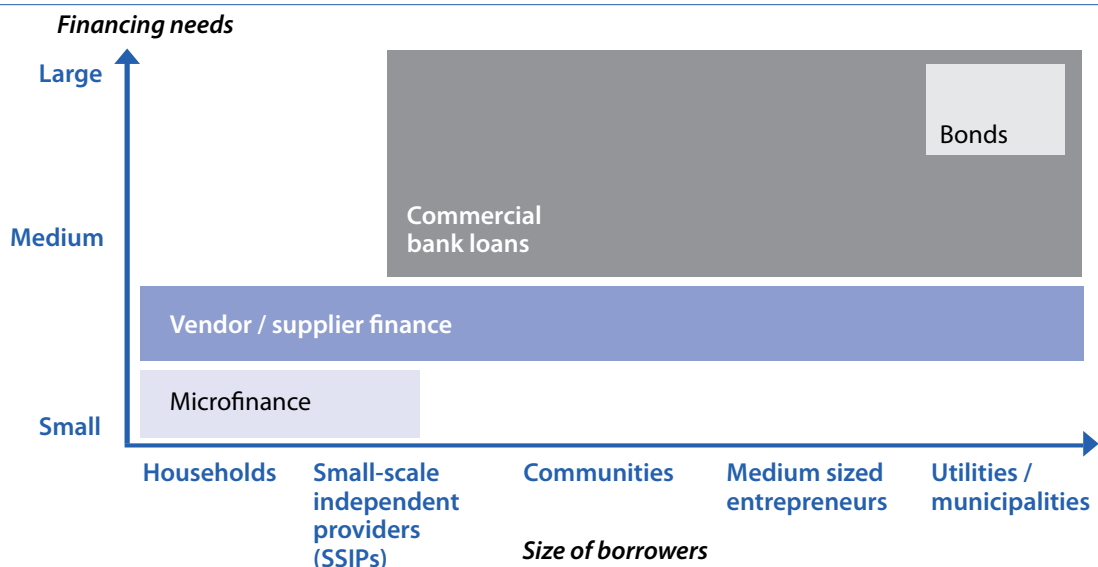 Financing needs
Large
Bonds
Commercial
bank loans
Medium
Vendor / supplier finance
Microfinance
Small
Households
Small-scale
independent
providers
(SSIPs)
Communities
Medium sized
entrepreneurs
Utilities /
municipalities
Size of borrowers